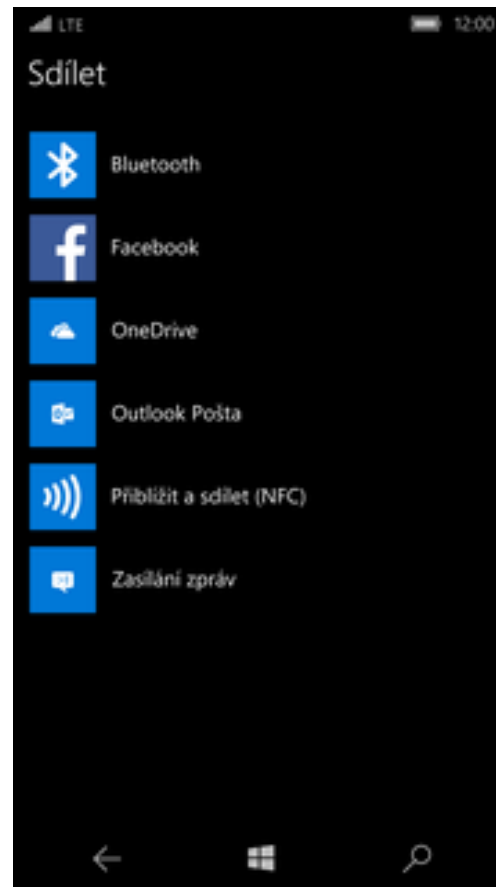 LTE 12:00
Sdílet
Bluetooth
Facebook
OneDrive
Outlook Pošta
Přiblížit a sdílet (NFC)
Zasílání zpráv